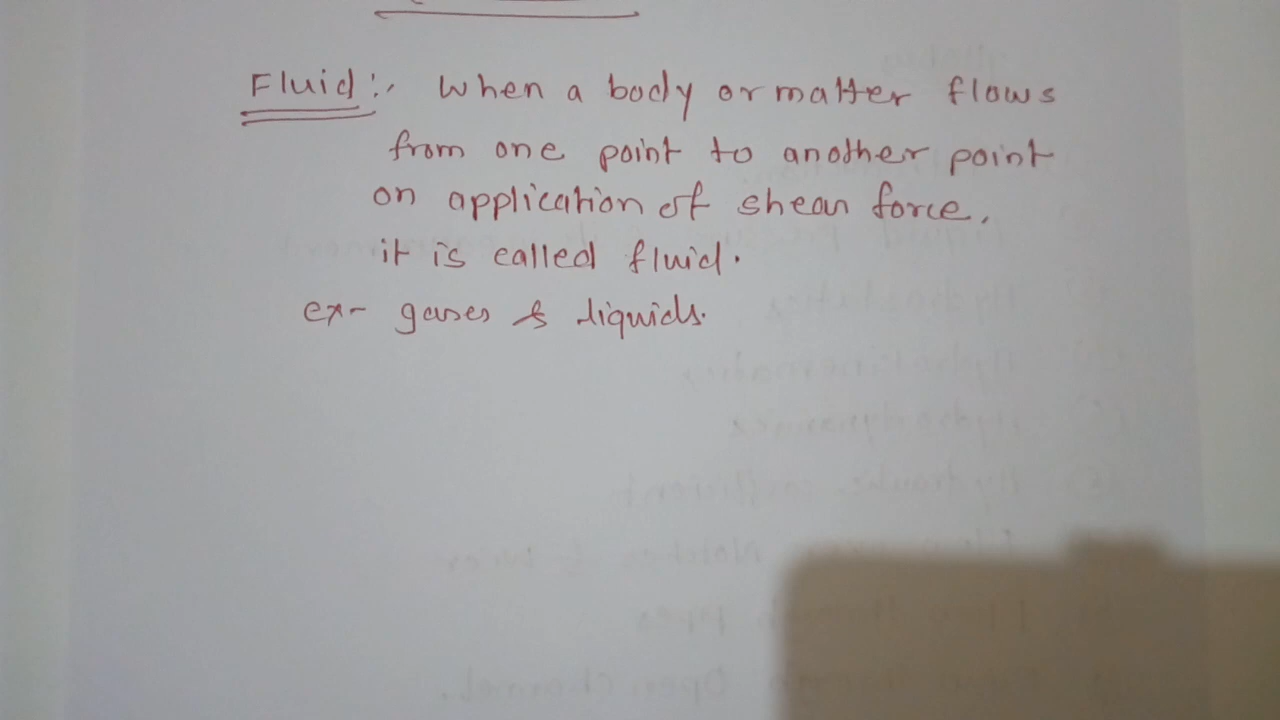 Fluid:- When a body or matter flows
from one point to another point
on application of shear force,
it is called fluid.
ex- gases & liquids.